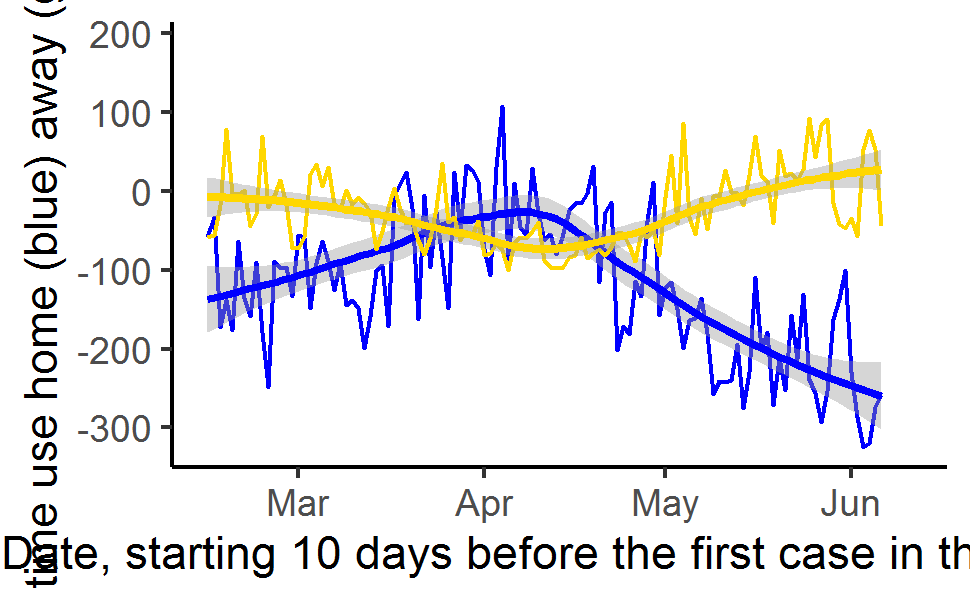 time use home (blue) away (
200
100
0
-100
-200
-300
Mar Apr May Jun
Date, starting 10 days before the first case in th